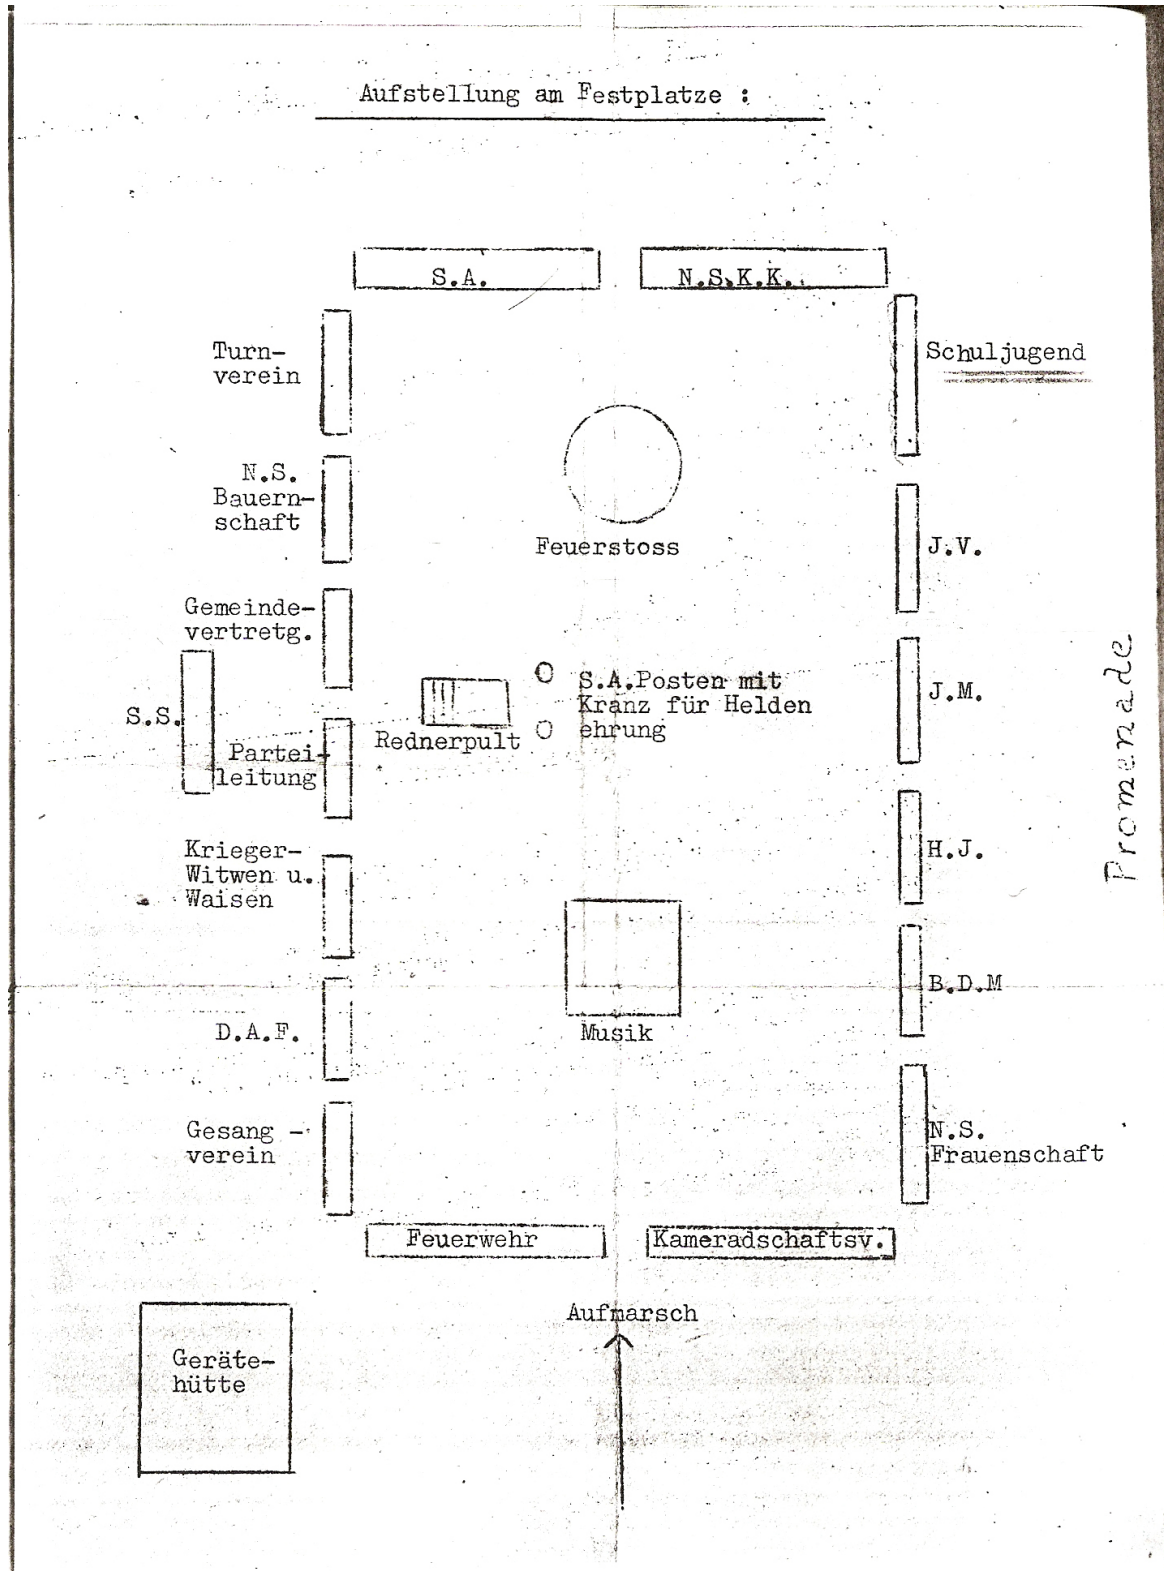 Aufstellung am Festplatze :
S.A.
N.S.K.K.
Turn-
verein
Schuljugend
N.S.
Bauern-
schaft
Feuerstoss
J.V.
Gemeinde-
vertretg.
S.S.
S.A.Posten mit
Kranz für Helden
ehrung
Rednerpult
J.M.
Partei-
leitung
Promenade
Krieger-
Witwen u.
Waisen
H.J.
B.D.M
D.A.F.
Musik
Gesang -
verein
N.S.
Frauenschaft
Feuerwehr
Kameradschaftsv.
Aufmarsch
Geräte-
hütte